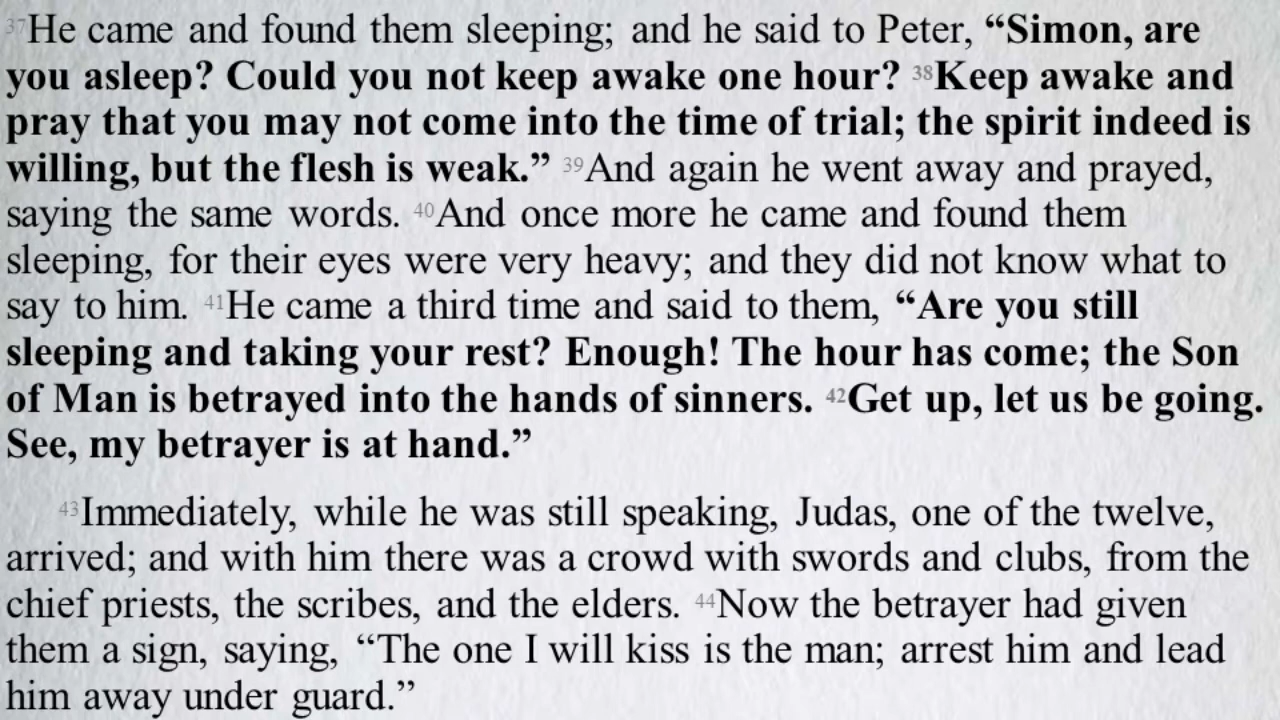 37He came and found them sleeping; and he said to Peter, “Simon, are
you asleep? Could you not keep awake one hour? 38Keep awake and
pray that you may not come into the time of trial; the spirit indeed is
willing, but the flesh is weak.” 39And again he went away and prayed,
saying the same words. 40And once more he came and found them
sleeping, for their eyes were very heavy; and they did not know what to
say to him. 41He came a third time and said to them, “Are you still
sleeping and taking your rest? Enough! The hour has come; the Son
of Man is betrayed into the hands of sinners. 42Get up, let us be going.
See, my betrayer is at hand.”
43Immediately, while he was still speaking, Judas, one of the twelve,
arrived; and with him there was a crowd with swords and clubs, from the
chief priests, the scribes, and the elders. 44Now the betrayer had given
them a sign, saying, “The one I will kiss is the man; arrest him and lead
him away under guard.”